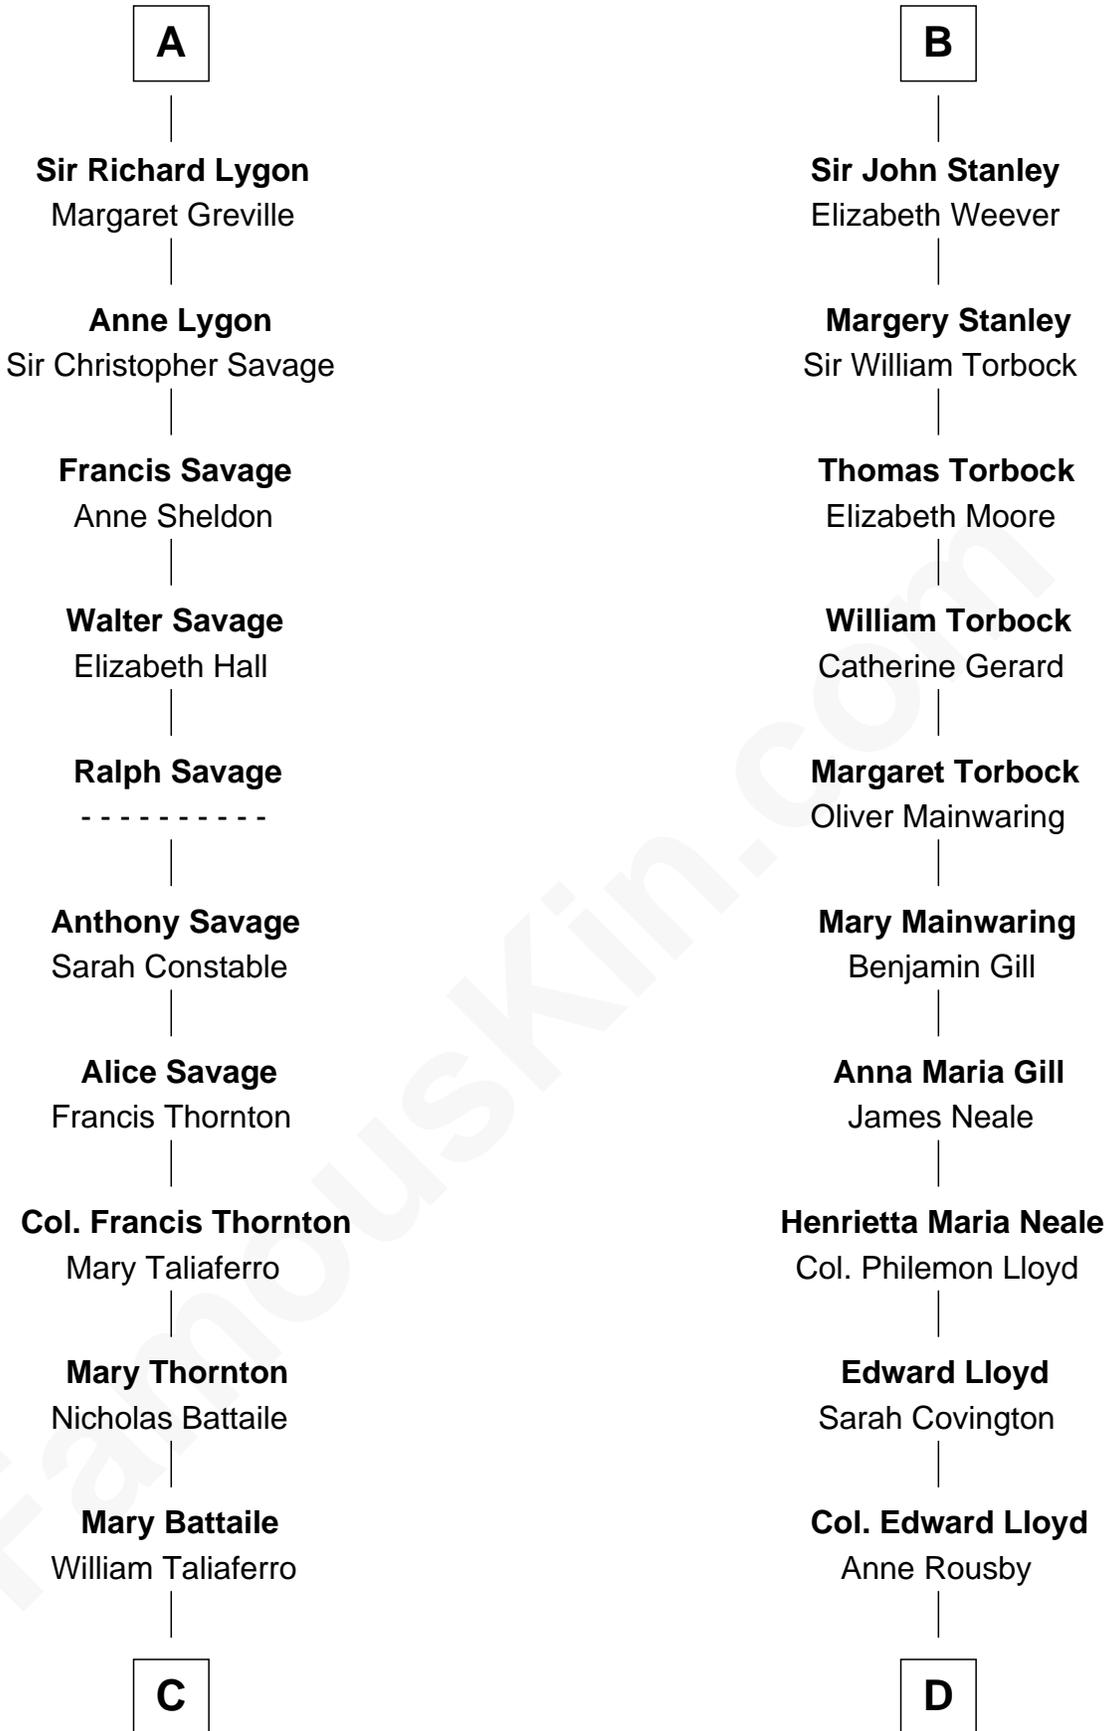 A
Sir Richard Lygon
Margaret Greville
Anne Lygon
Sir Christopher Savage
Francis Savage
Anne Sheldon
Walter Savage
Elizabeth Hall
Ralph Savage
- - - - - - - - - -
Anthony Savage
Sarah Constable
Alice Savage
Francis Thornton
Col. Francis Thornton
Mary Taliaferro
Mary Thornton
Nicholas Battaile
Mary Battaile
William Taliaferro
C
B
Sir John Stanley
Elizabeth Weever
Margery Stanley
Sir William Torbock
Thomas Torbock
Elizabeth Moore
William Torbock
Catherine Gerard
Margaret Torbock
Oliver Mainwaring
Mary Mainwaring
Benjamin Gill
Anna Maria Gill
James Neale
Henrietta Maria Neale
Col. Philemon Lloyd
Edward Lloyd
Sarah Covington
Col. Edward Lloyd
Anne Rousby
D
FamousKin.com